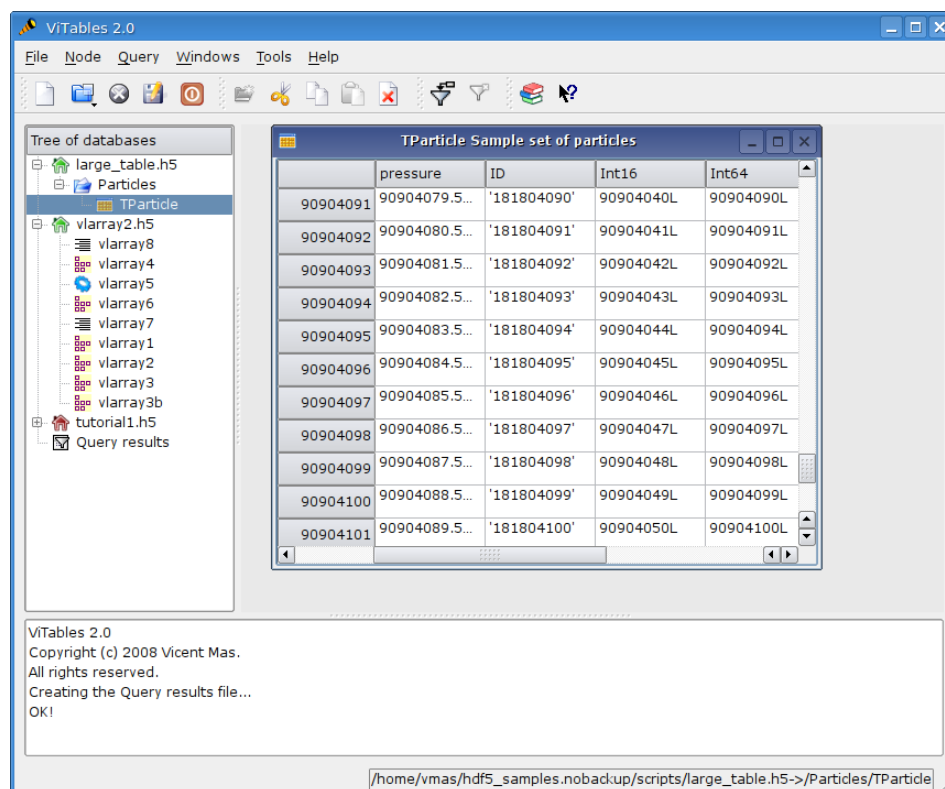 ViTables 2.0
File Node Query Windows Tools Help
Tree of databases
large_table.h5
Particles
TParticle
vlarray2.h5
vlarray8
vlarray4
vlarray5
vlarray6
vlarray7
vlarray1
vlarray2
vlarray3
vlarray3b
tutorial1.h5
Query results
TParticle Sample set of particles
pressure ID Int16 Int64
90904091 90904079.5... '181804090' 90904040L 90904090L
90904092 90904080.5... '181804091' 90904041L 90904091L
90904093 90904081.5... '181804092' 90904042L 90904092L
90904094 90904082.5... '181804093' 90904043L 90904093L
90904095 90904083.5... '181804094' 90904044L 90904094L
90904096 90904084.5... '181804095' 90904045L 90904095L
90904097 90904085.5... '181804096' 90904046L 90904096L
90904098 90904086.5... '181804097' 90904047L 90904097L
90904099 90904087.5... '181804098' 90904048L 90904098L
90904100 90904088.5... '181804099' 90904049L 90904099L
90904101 90904089.5... '181804100' 90904050L 90904100L
ViTables 2.0
Copyright (c) 2008 Vicent Mas.
All rights reserved.
Creating the Query results file...
OK!
/home/vmas/hdf5_samples.nobackup/scripts/large_table.h5->/Particles/TParticle